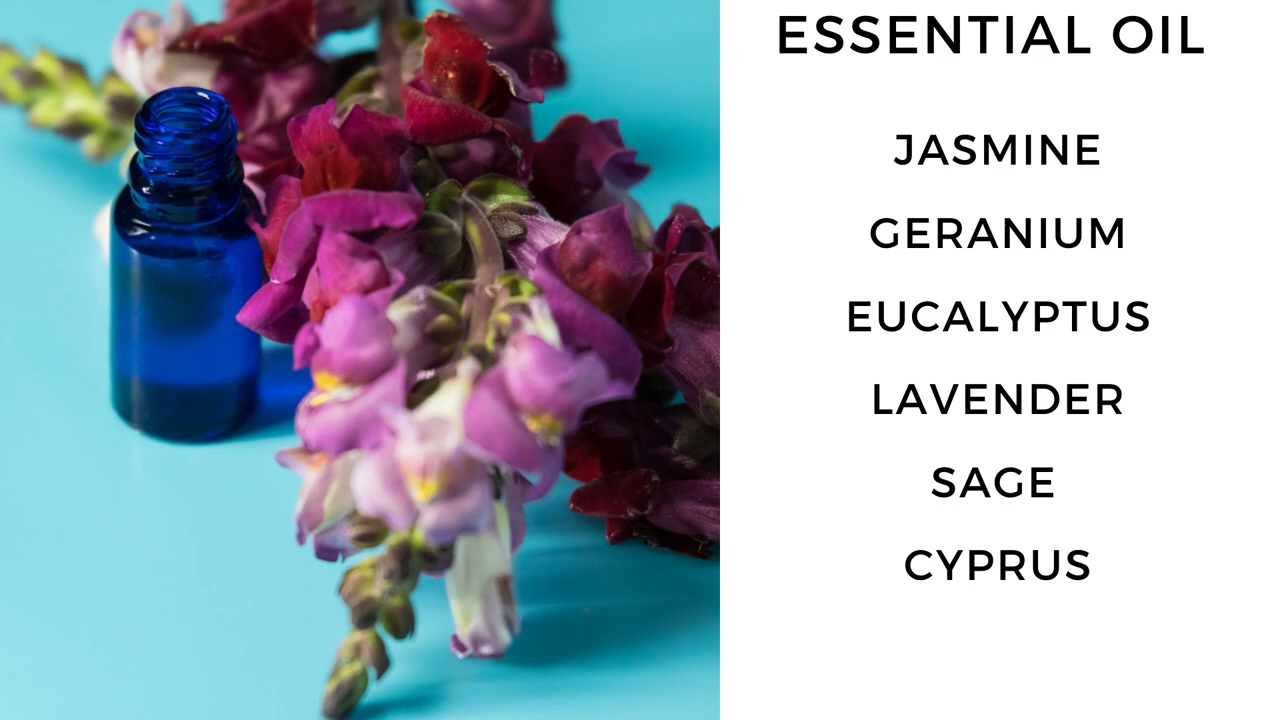 ESSENTIAL OIL
JASMINE
GERANIUM
EUCALYPTUS
LAVENDER
SAGE
CYPRUS